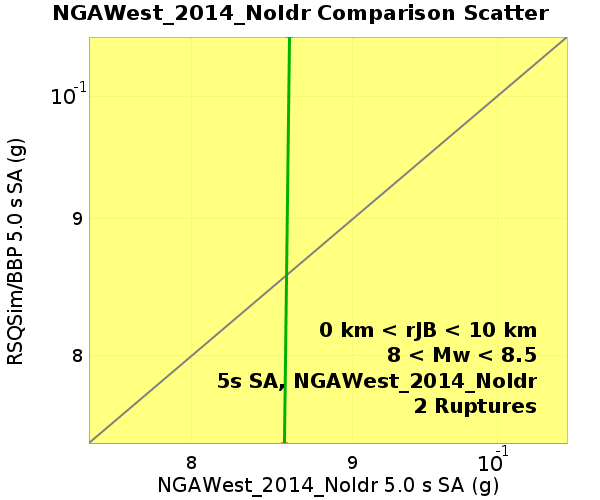 NGAWest_2014_NoIdr Comparison Scatter
10-1
9
8
RSQSim/BBP 5.0 s SA (g)
0 km < rJB < 10 km
8 < Mw < 8.5
5s SA, NGAWest_2014_NoIdr
2 Ruptures
8
9
10-1
NGAWest_2014_NoIdr 5.0 s SA (g)